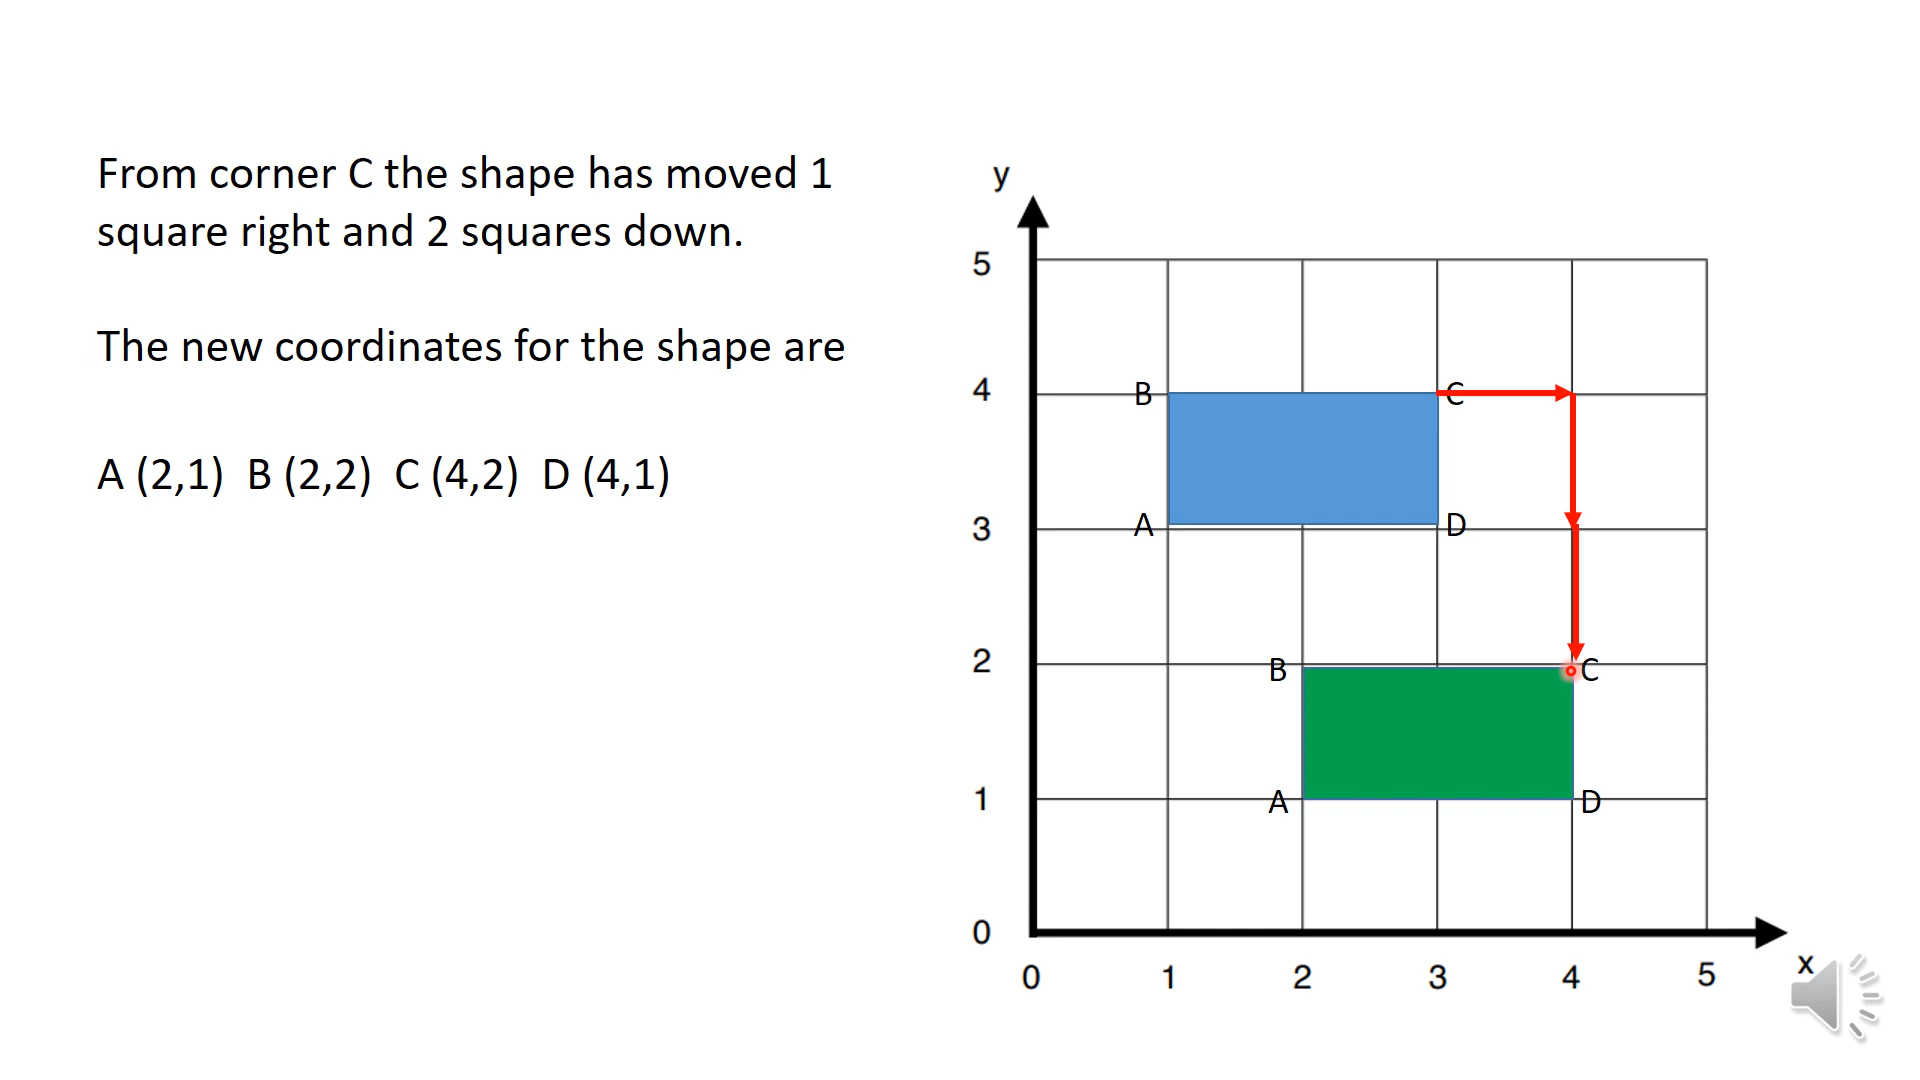 From corner C the shape has moved 1
square right and 2 squares down.
The new coordinates for the shape are
A (2,1)  B (2,2)  C (4,2)  D (4,1)
y
5
4
3
2
1
0
B
C
A
D
B
C
A
D
0 1 2 3 4 5
x